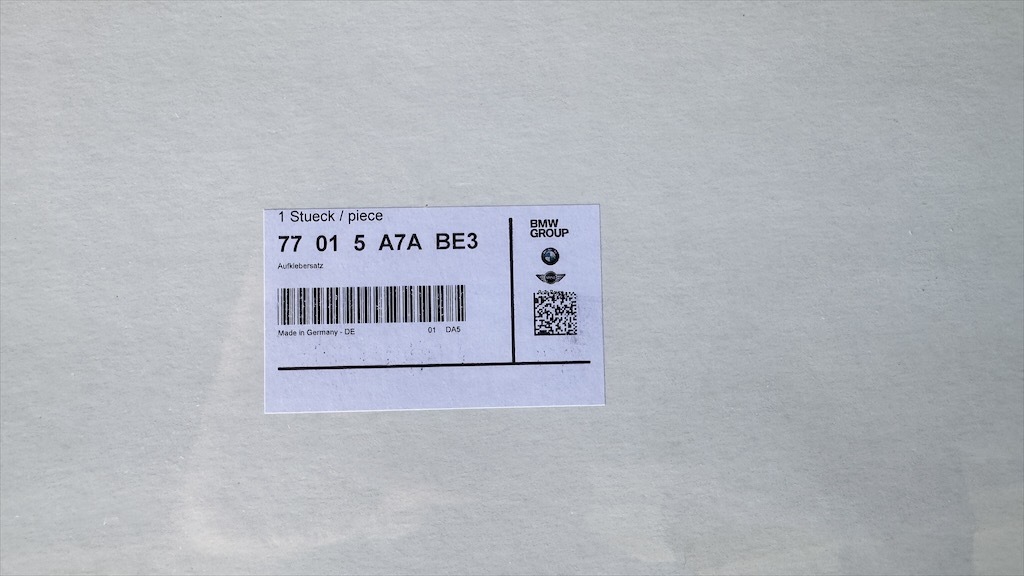 1 Stueck / piece
77 01 5 A7A BE3
Aufklebersatz
Made in Germany - DE 01 DA5
BMW
GROUP